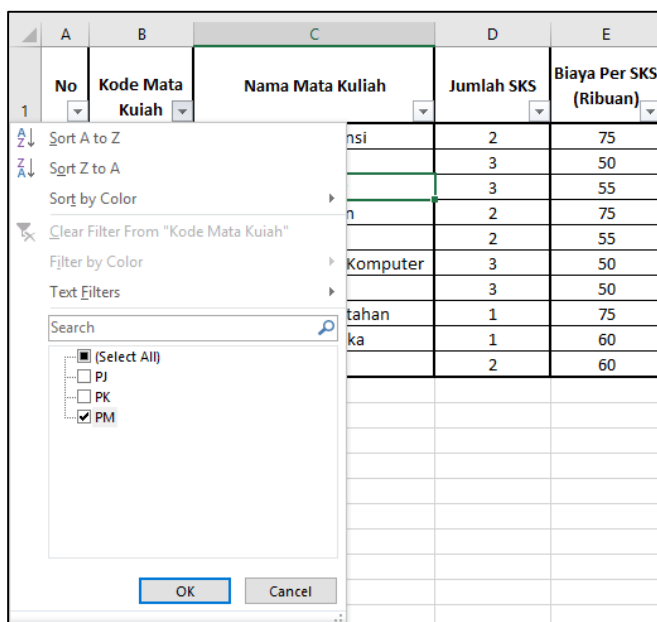 A B C D E
1 No Kode Mata Kuiah Nama Mata Kuliah Jumlah SKS Biaya Per SKS (Ribuan)
Sort A to Z
Sort Z to A
Sort by Color
Clear Filter From "Kode Mata Kuiah"
Filter by Color
Text Filters
Search
(Select All)
PJ
PK
PM
OK Cancel
nsi 2 75
3 50
3 55
n 2 75
2 55
Komputer 3 50
3 50
tahan 1 75
ka 1 60
2 60